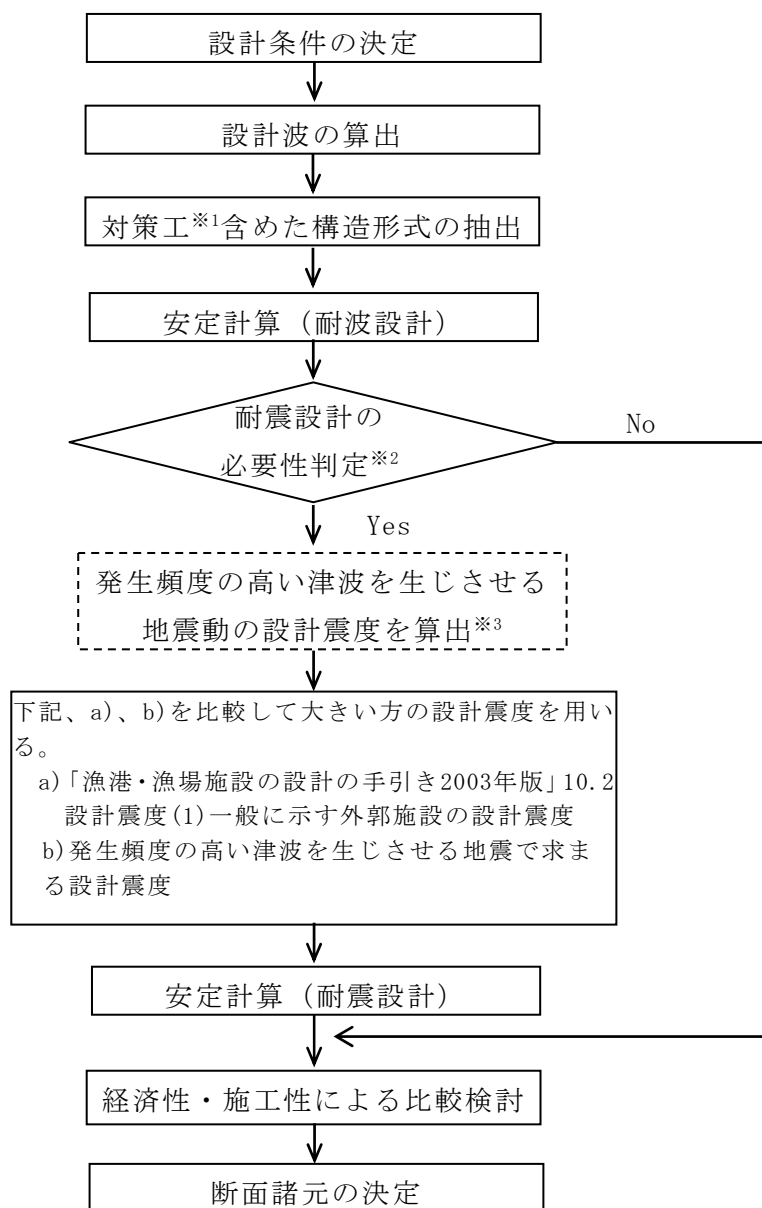 設計条件の決定
設計波の算出
対策工※1含めた構造形式の抽出
安定計算（耐波設計）
耐震設計の
必要性判定※2
No
Yes
発生頻度の高い津波を生じさせる
地震動の設計震度を算出※3
下記、a)、b)を比較して大きい方の設計震度を用い
る。
a)「漁港・漁場施設の設計の手引き2003年版」10.2
設計震度(1)一般に示す外郭施設の設計震度
b)発生頻度の高い津波を生じさせる地震で求ま
る設計震度
安定計算（耐震設計）
経済性・施工性による比較検討
断面諸元の決定